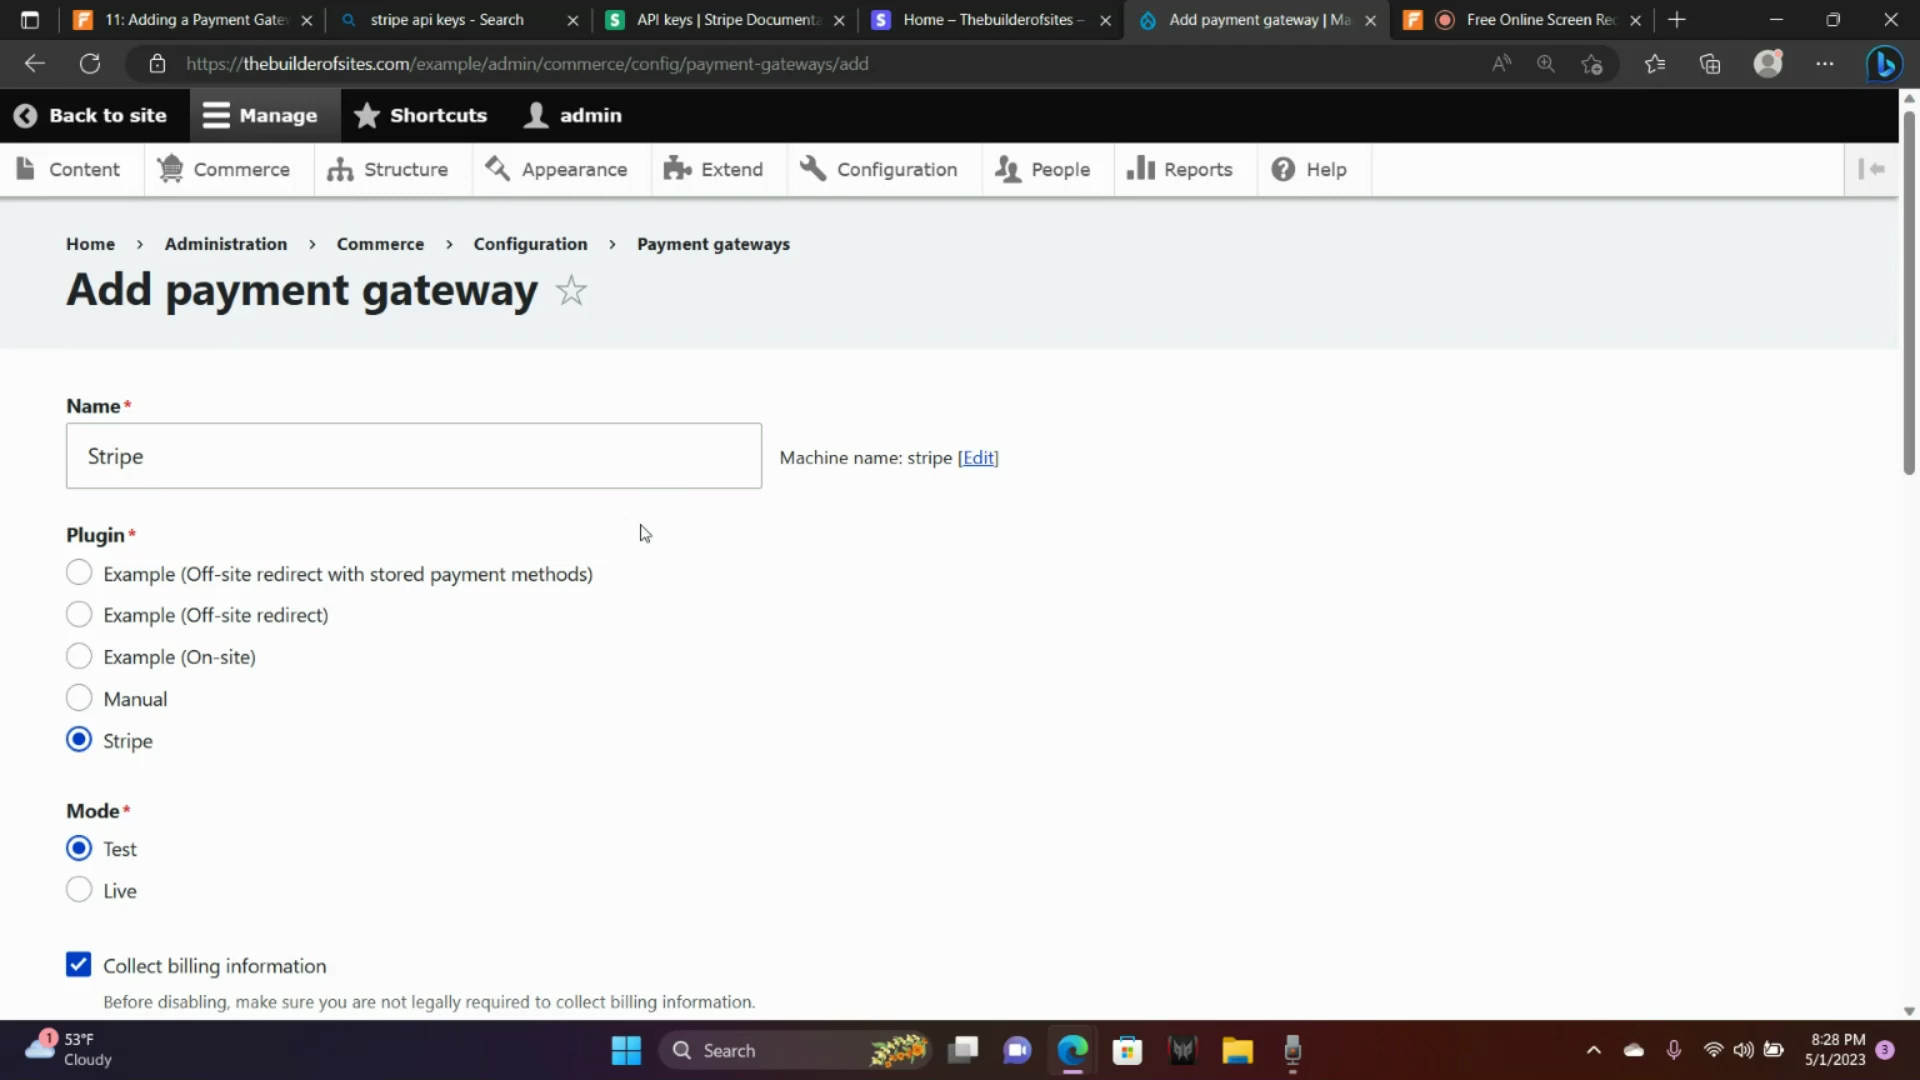 11: Adding a Payment Gate
stripe api keys - Search
API keys | Stripe Documenta
Home – Thebuilderofsites –
Add payment gateway | Ma
Free Online Screen Rec
https://thebuilderofsites.com/example/admin/commerce/config/payment-gateways/add
Back to site
Manage
Shortcuts
admin
Content
Commerce
Structure
Appearance
Extend
Configuration
People
Reports
Help
Home › Administration › Commerce › Configuration › Payment gateways
Add payment gateway
Name*
Stripe
Machine name: stripe [Edit]
Plugin*
Example (Off-site redirect with stored payment methods)
Example (Off-site redirect)
Example (On-site)
Manual
Stripe
Mode*
Test
Live
Collect billing information
Before disabling, make sure you are not legally required to collect billing information.
1
53°F
Cloudy
Search
8:28 PM
5/1/2023
3